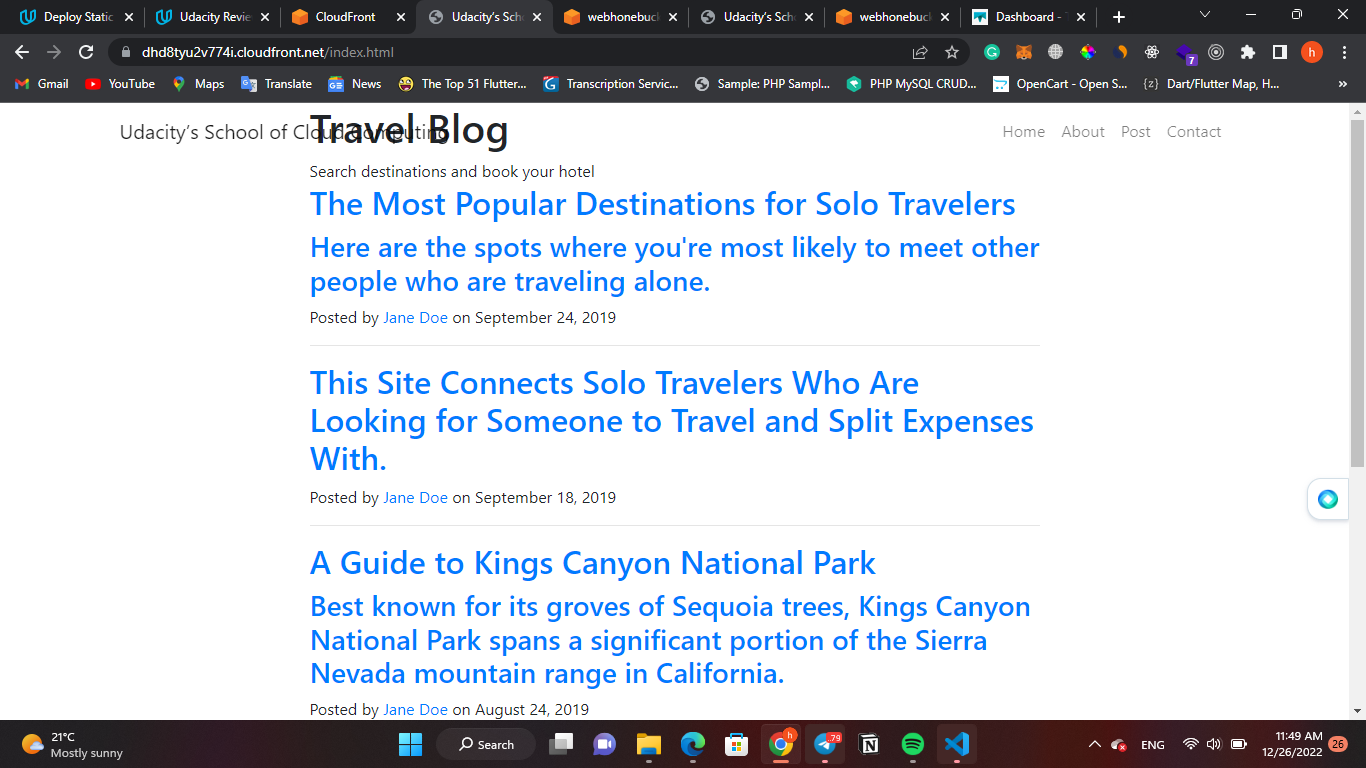 Deploy Static
Udacity Revie
CloudFront
Udacity's Scho
webhonebuck
Udacity's Scho
webhonebuck
Dashboard -
dhd8tyu2v774i.cloudfront.net/index.html
7
h
Gmail
YouTube
Maps
Translate
News
The Top 51 Flutter...
Transcription Servic...
Sample: PHP Sampl...
PHP MySQL CRUD...
OpenCart - Open S...
Dart/Flutter Map, H...
»
Udacity's School of Cloud Computing
Home
About
Post
Contact
Travel Blog
Search destinations and book your hotel
The Most Popular Destinations for Solo Travelers
Here are the spots where you're most likely to meet other
people who are traveling alone.
Posted by Jane Doe on September 24, 2019
This Site Connects Solo Travelers Who Are
Looking for Someone to Travel and Split Expenses
With.
Posted by Jane Doe on September 18, 2019
A Guide to Kings Canyon National Park
Best known for its groves of Sequoia trees, Kings Canyon
National Park spans a significant portion of the Sierra
Nevada mountain range in California.
Posted by Jane Doe on August 24, 2019
21°C
Mostly sunny
Search
h
79
ENG
11:49 AM
12/26/2022
26